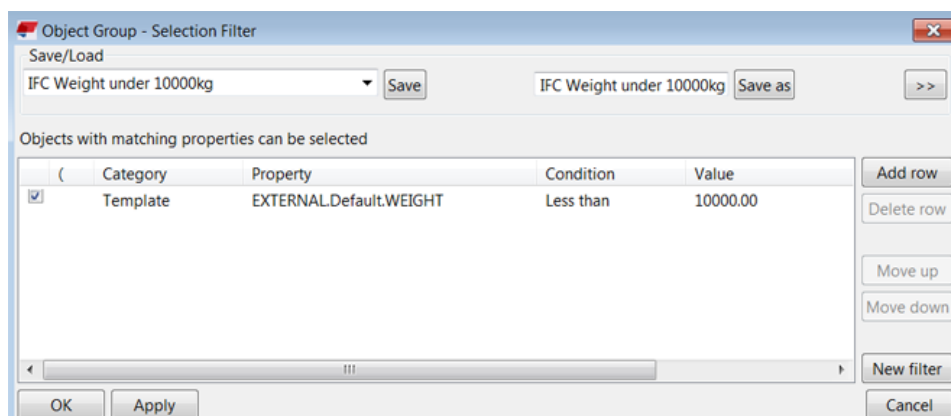 Object Group - Selection Filter
Save/Load
IFC Weight under 10000kg Save IFC Weight under 10000kg Save as >>
Objects with matching properties can be selected
( Category Property Condition Value Add row
Template EXTERNAL.Default.WEIGHT Less than 10000.00
Delete row
Move up
Move down
New filter
OK Apply Cancel